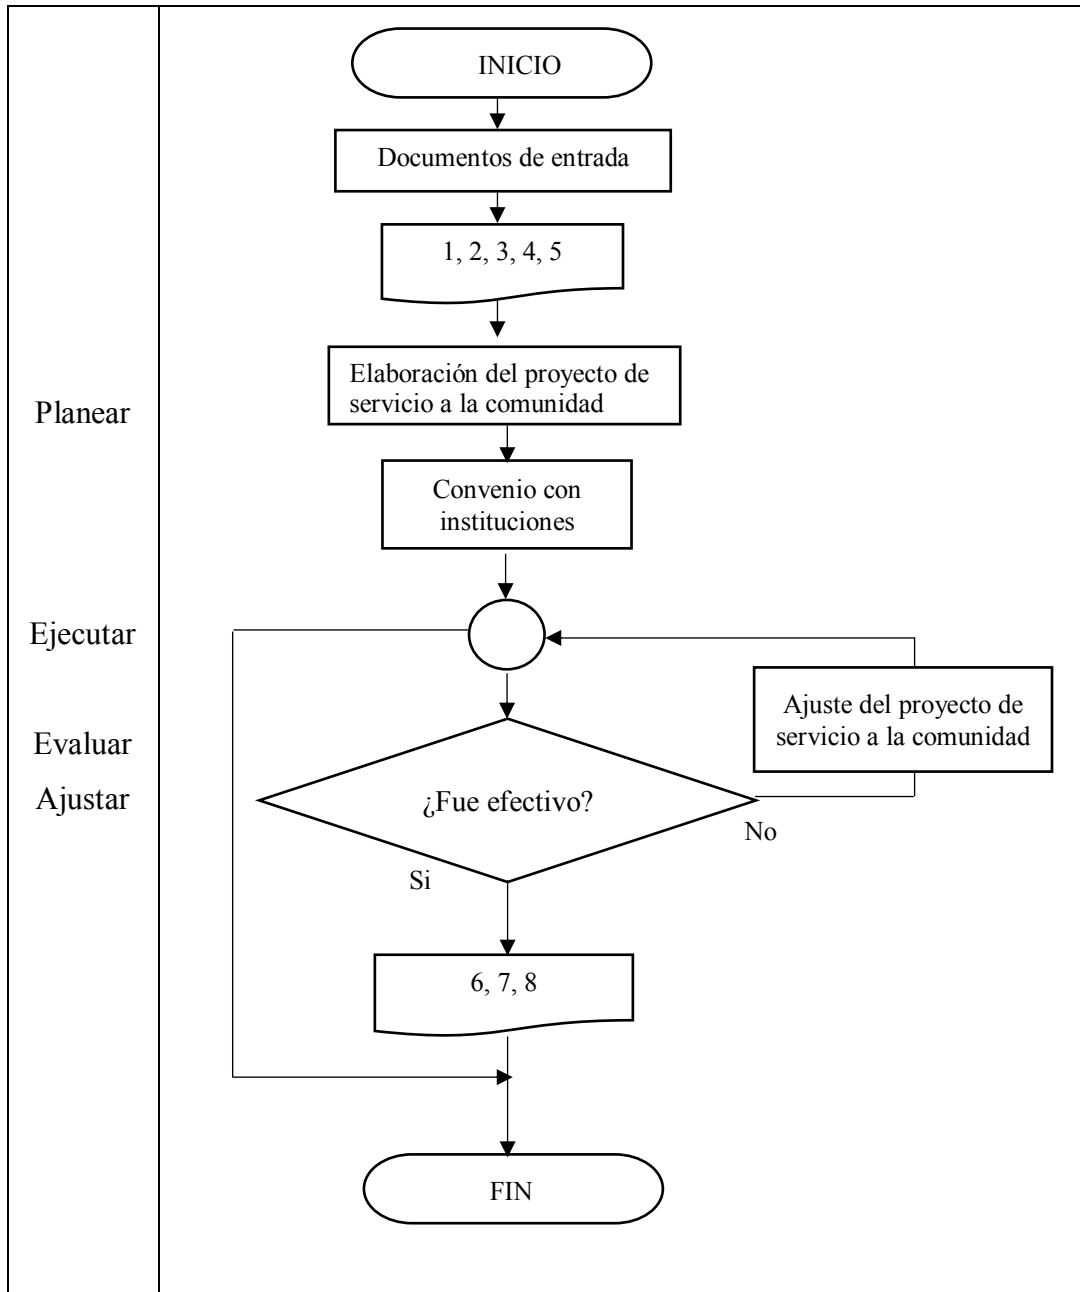 INICIO
Documentos de entrada
1, 2, 3, 4, 5
Elaboración del proyecto de
servicio a la comunidad
Planear
Convenio con
instituciones
Ejecutar
Ajuste del proyecto de
servicio a la comunidad
Evaluar
Ajustar
¿Fue efectivo?
No
Si
6, 7, 8
FIN